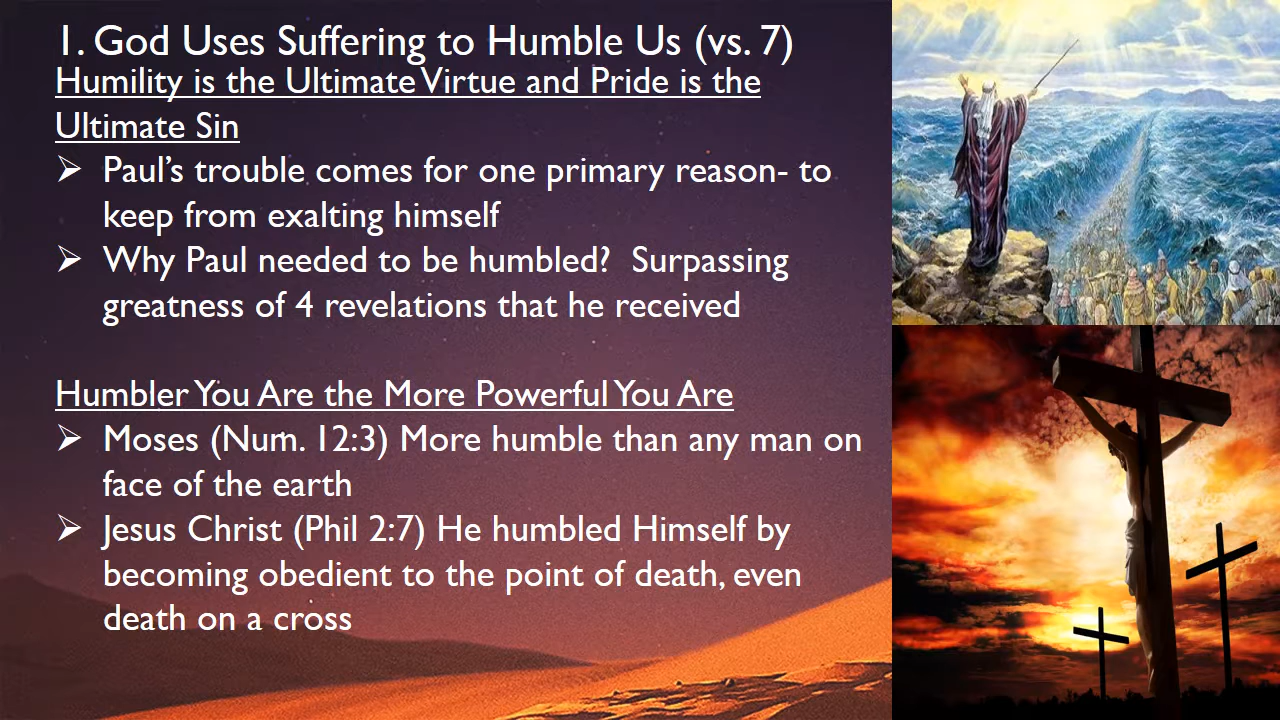 1. God Uses Suffering to Humble Us (vs. 7)
Humility is the Ultimate Virtue and Pride is the
Ultimate Sin
➢ Paul’s trouble comes for one primary reason- to
keep from exalting himself
➢ Why Paul needed to be humbled?  Surpassing
greatness of 4 revelations that he received
Humbler You Are the More Powerful You Are
➢ Moses (Num. 12:3) More humble than any man on
face of the earth
➢ Jesus Christ (Phil 2:7) He humbled Himself by
becoming obedient to the point of death, even
death on a cross